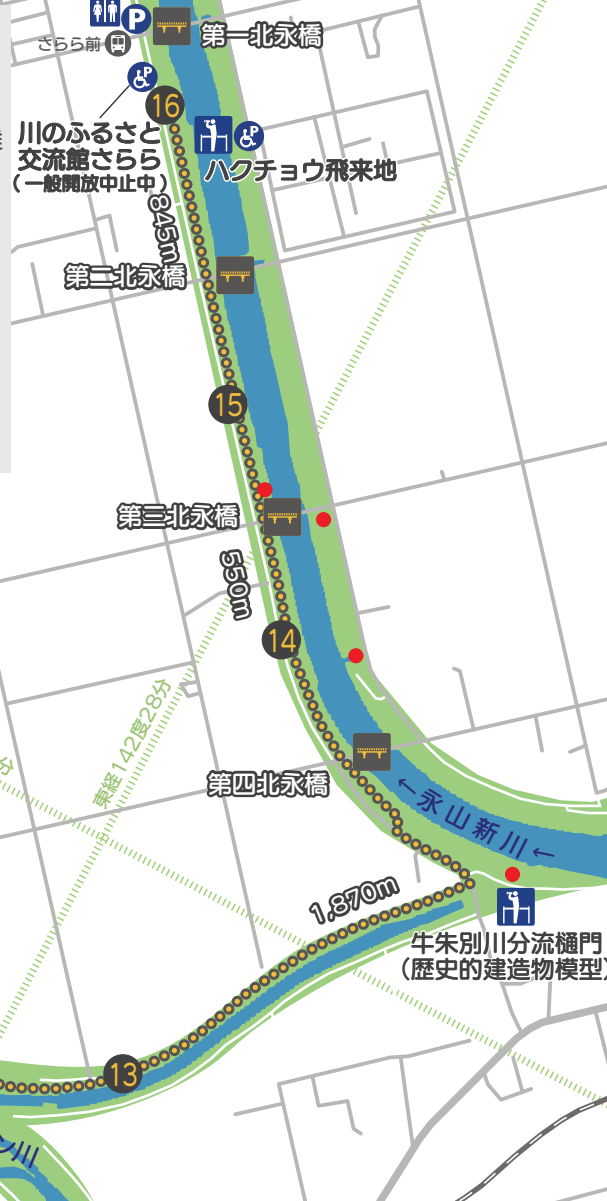 P
第一北永橋
さらら前
P
16
川のふるさと
交流館さらら
(一般開放中止中)
P
ハクチョウ飛来地
845m
第二北永橋
15
第三北永橋
550m
14
東経142度28分
分
第四北永橋
←永山新川←
1,870m
牛朱別川分流樋門
(歴史的建造物模型)
13
ン川